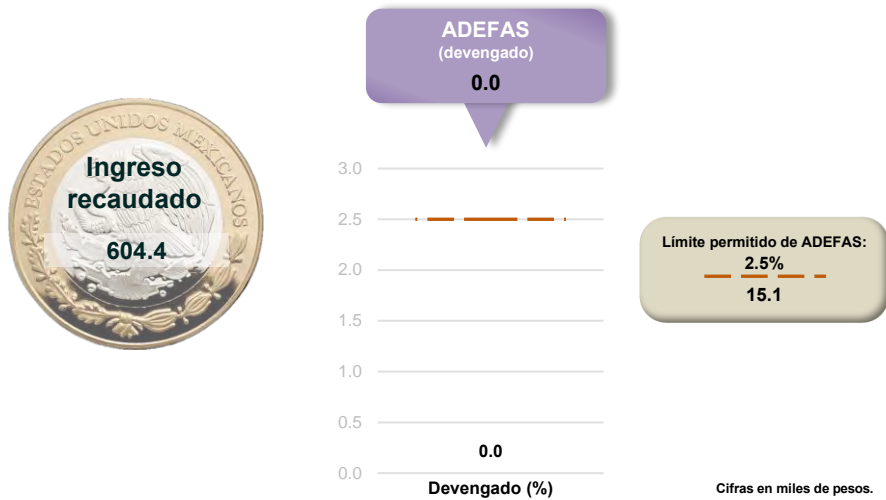 ADEFAS
(devengado)
0.0
ESTADOS UNIDOS MEXICANOS
Ingreso
recaudado
604.4
3.0
2.5
2.0
1.5
1.0
0.5
0.0
0.0
Devengado (%)
Límite permitido de ADEFAS:
2.5%
15.1
Cifras en miles de pesos.